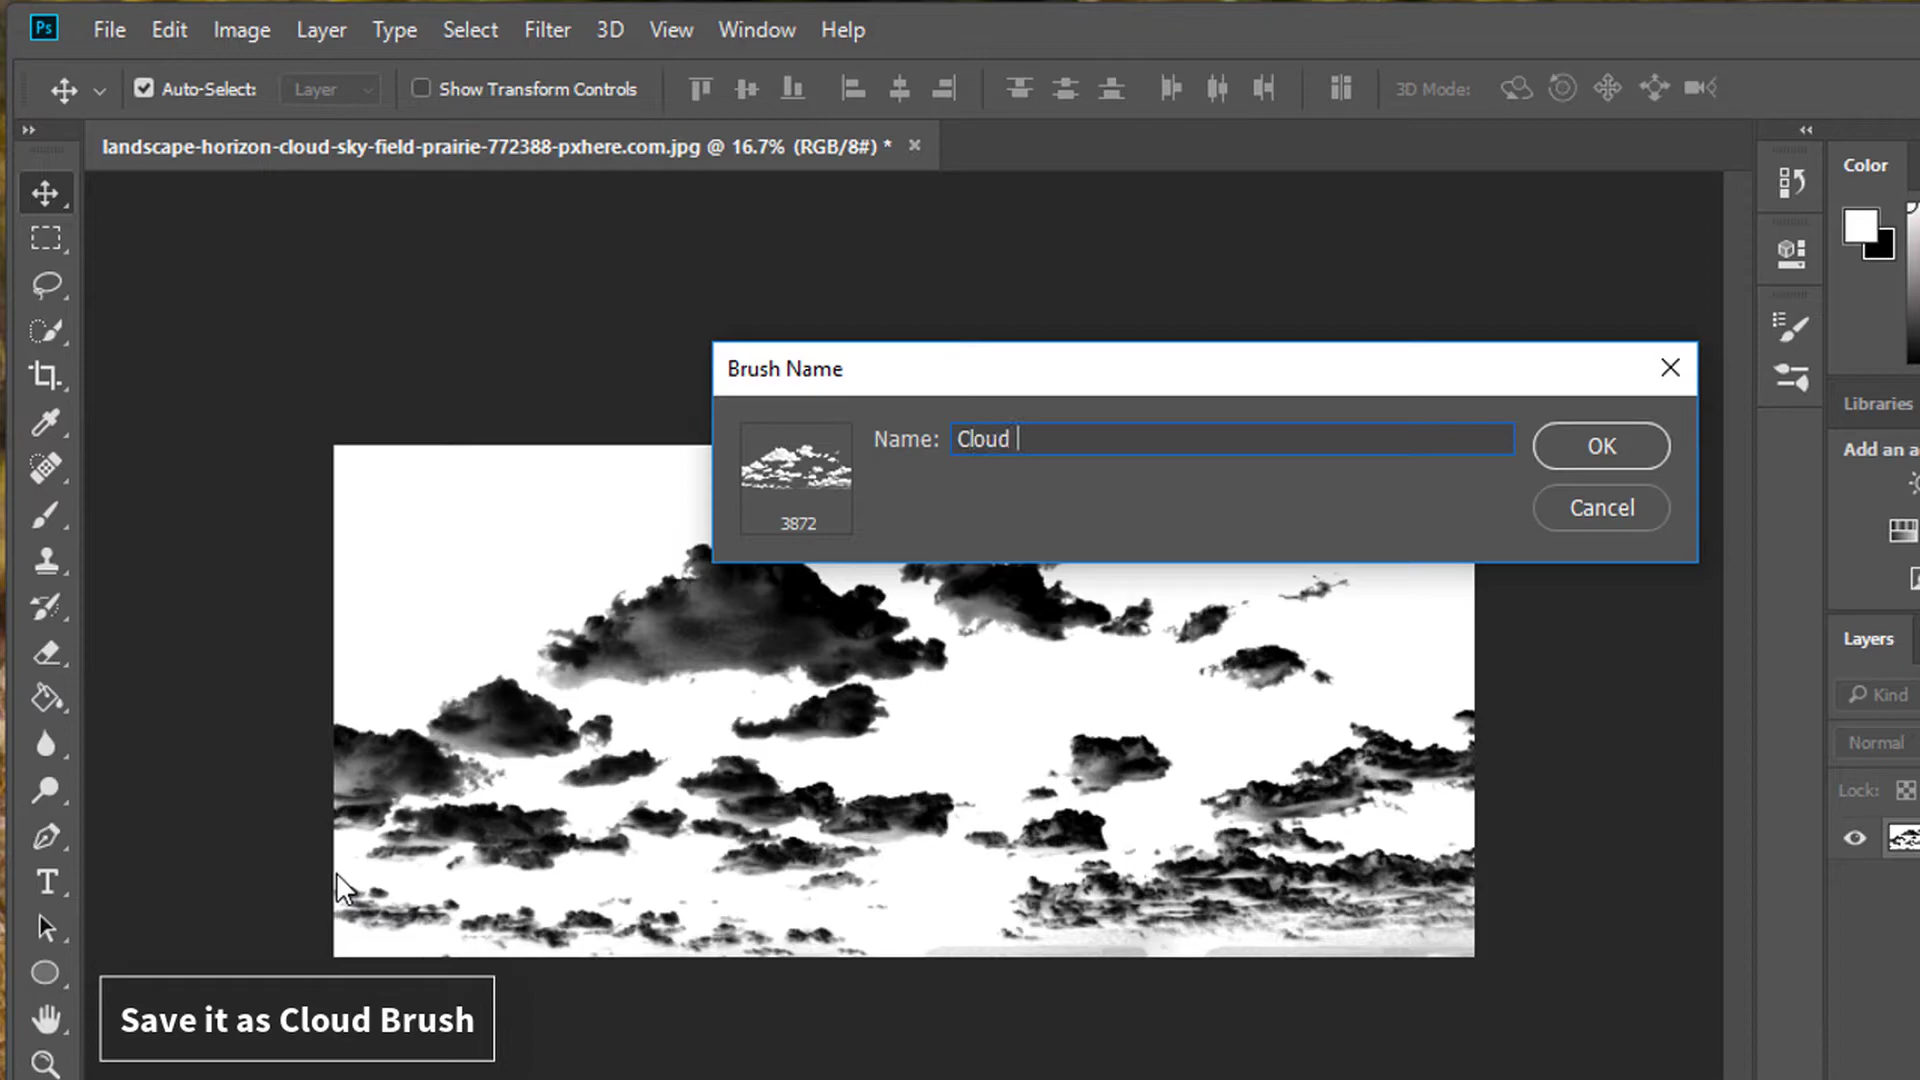 Ps File Edit Image Layer Type Select Filter 3D View Window Help
Auto-Select: Layer Show Transform Controls 3D Mode:
landscape-horizon-cloud-sky-field-prairie-772388-pxhere.com.jpg @ 16.7% (RGB/8#) * ×
Color
Brush Name
Name: Cloud
OK
Cancel
3872
Libraries
Add an a
Layers
Kind
Normal
Lock:
T
Save it as Cloud Brush